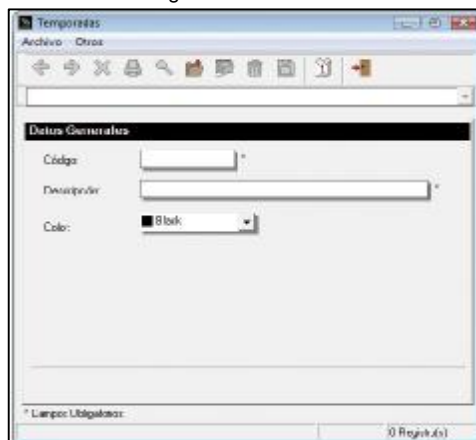 Temporadas
Archivo Otros
Datos Generales
Código *
Descripción *
Color: Black
* Campos Obligatorios
0 Registro(s)